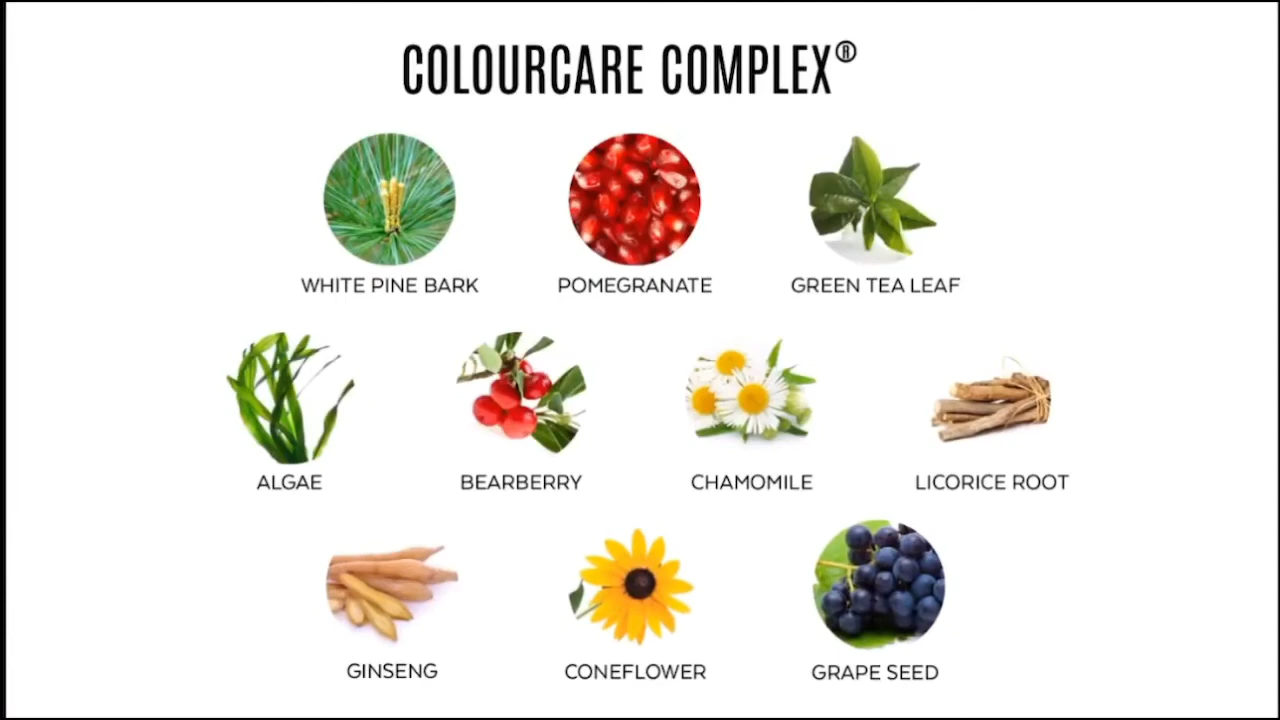 COLOURCARE COMPLEX®
WHITE PINE BARK
POMEGRANATE
GREEN TEA LEAF
ALGAE
BEARBERRY
CHAMOMILE
LICORICE ROOT
GINSENG
CONEFLOWER
GRAPE SEED